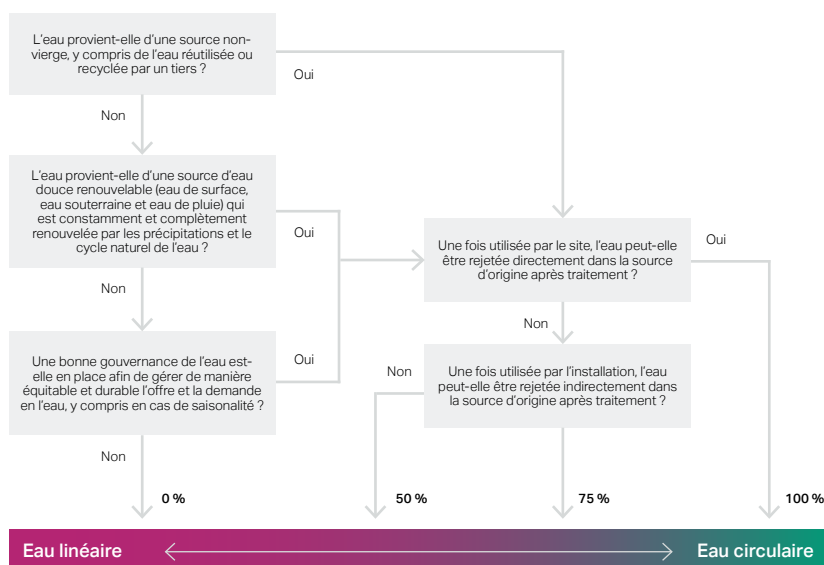 L'eau provient-elle d'une source non-
vierge, y compris de l'eau réutilisée ou
recyclée par un tiers ?
Oui
Non
L'eau provient-elle d'une source d'eau
douce renouvelable (eau de surface,
eau souterraine et eau de pluie) qui
est constamment et complètement
renouvelée par les précipitations et le
cycle naturel de l'eau ?
Oui
Non
Une bonne gouvernance de l'eau est-
elle en place afin de gérer de manière
équitable et durable l'offre et la demande
en l'eau, y compris en cas de saisonalité ?
Oui
Non
Une fois utilisée par le site, l'eau peut-elle
être rejetée directement dans la source
d'origine après traitement ?
Oui
Non
Une fois utilisée par l'installation, l'eau
peut-elle être rejetée indirectement dans
la source d'origine après traitement ?
Non
0 %
50 %
75 %
100 %
Eau linéaire
Eau circulaire